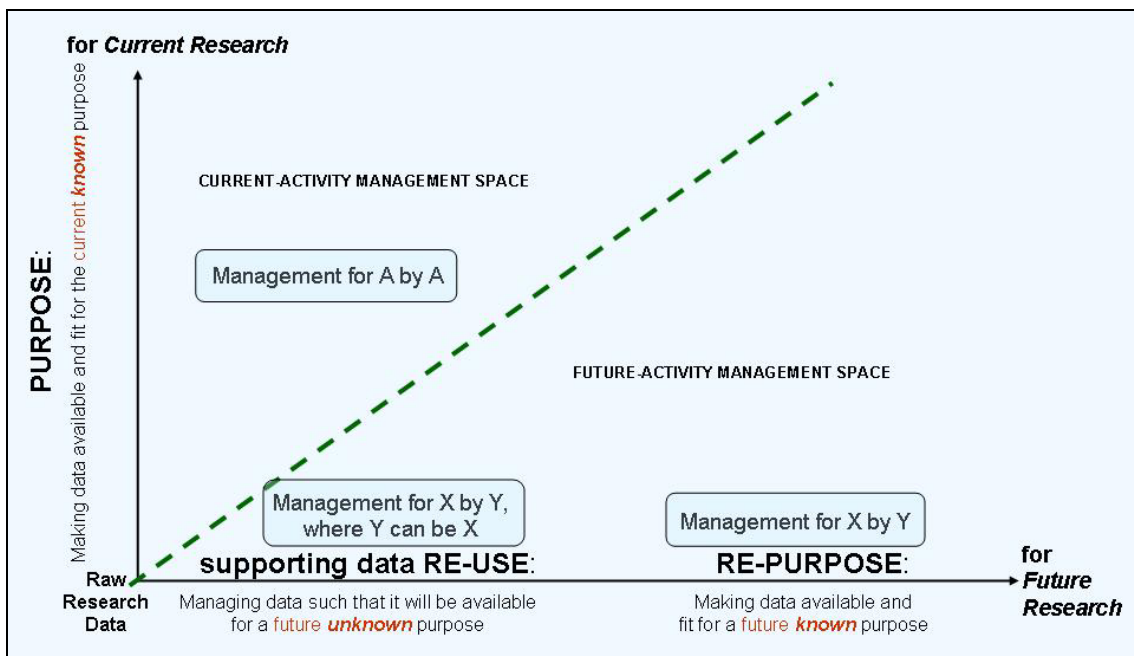 for Current Research
PURPOSE:
Making data available and fit for the current known purpose
CURRENT-ACTIVITY MANAGEMENT SPACE
Management for A by A
FUTURE-ACTIVITY MANAGEMENT SPACE
Management for X by Y,
where Y can be X
Management for X by Y
supporting data RE-USE:
RE-PURPOSE:
for
Future
Research
Raw
Research
Data
Managing data such that it will be available
for a future unknown purpose
Making data available and
fit for a future known purpose